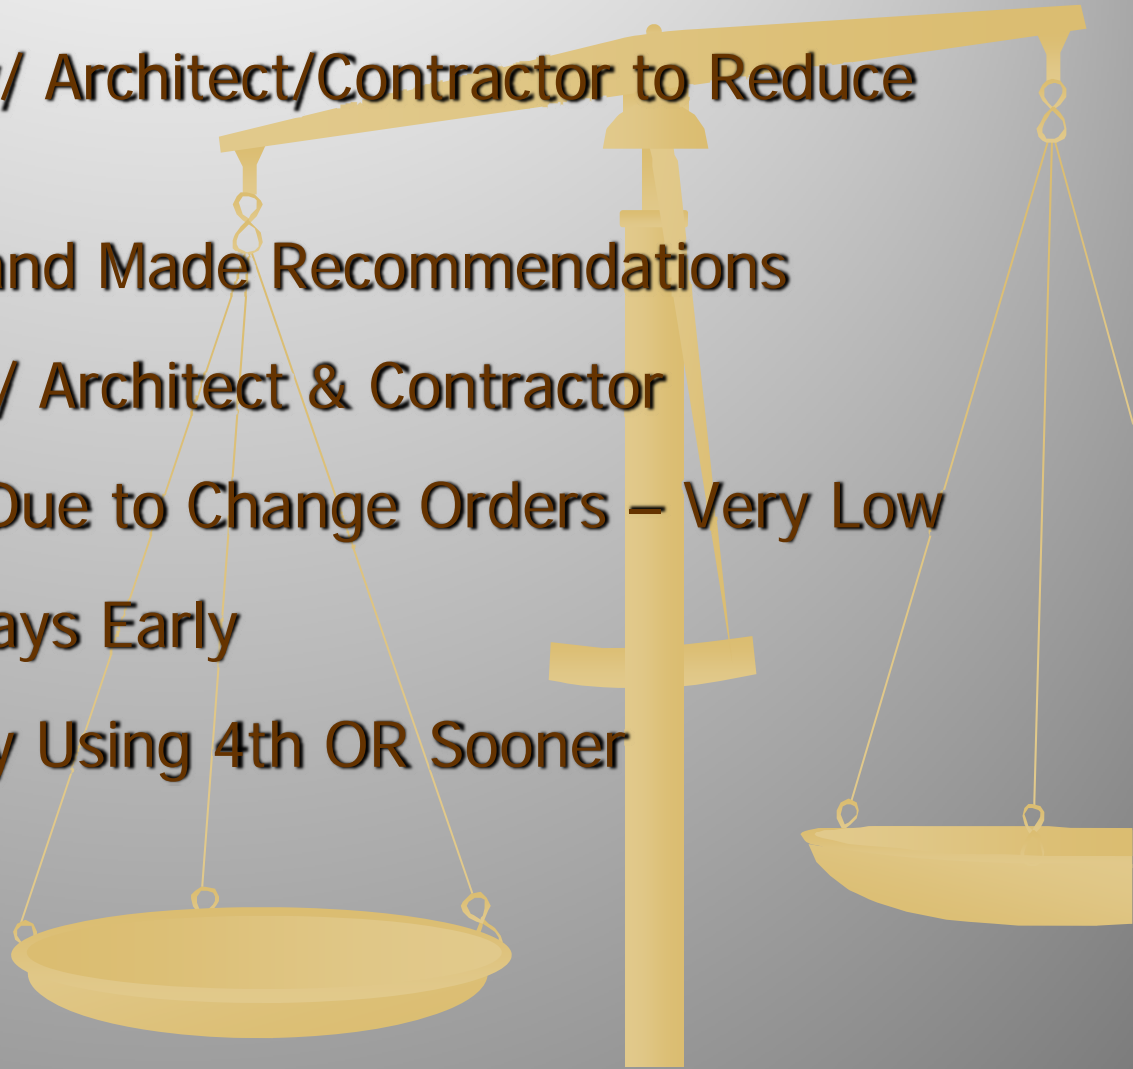 / Architect/Contractor to Reduce
and Made Recommendations
/ Architect & Contractor
Due to Change Orders – Very Low
ays Early
y Using 4th OR Sooner